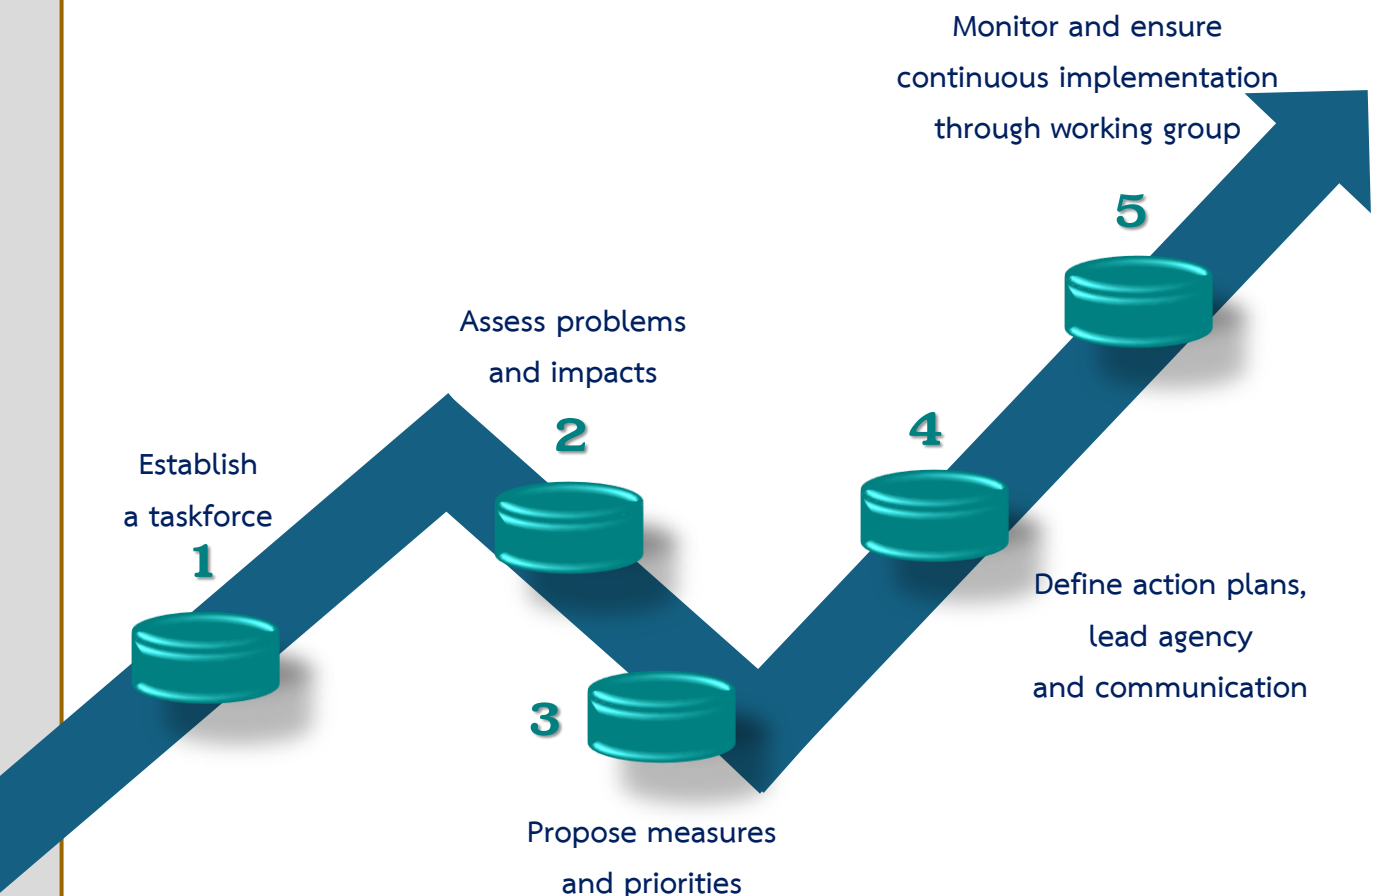 Establish
a taskforce
1
Assess problems
and impacts
2
3
Propose measures
and priorities
4
Define action plans,
lead agency
and communication
Monitor and ensure
continuous implementation
through working group
5